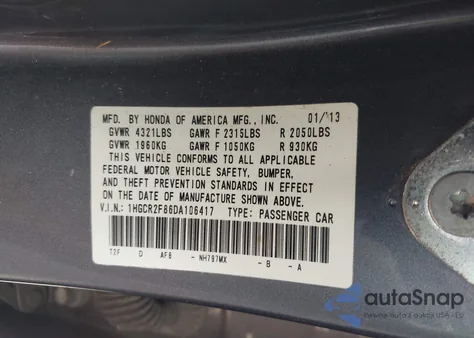 MFD. BY HONDA OF AMERICA MFG., INC. 01/13
GVWR 4321LBS GAWR F 2315LBS R 2050LBS
GVWR 1960KG GAWR F 1050KG R 930KG
THIS VEHICLE CONFORMS TO ALL APPLICABLE
FEDERAL MOTOR VEHICLE SAFETY, BUMPER,
AND THEFT PREVENTION STANDARDS IN EFFECT
ON THE DATE OF MANUFACTURE SHOWN ABOVE.
V.I.N.: 1HGCR2F86DA106417 TYPE: PASSENGER CAR
T2F D AF8 - NH797MX - B - A
autoSnap